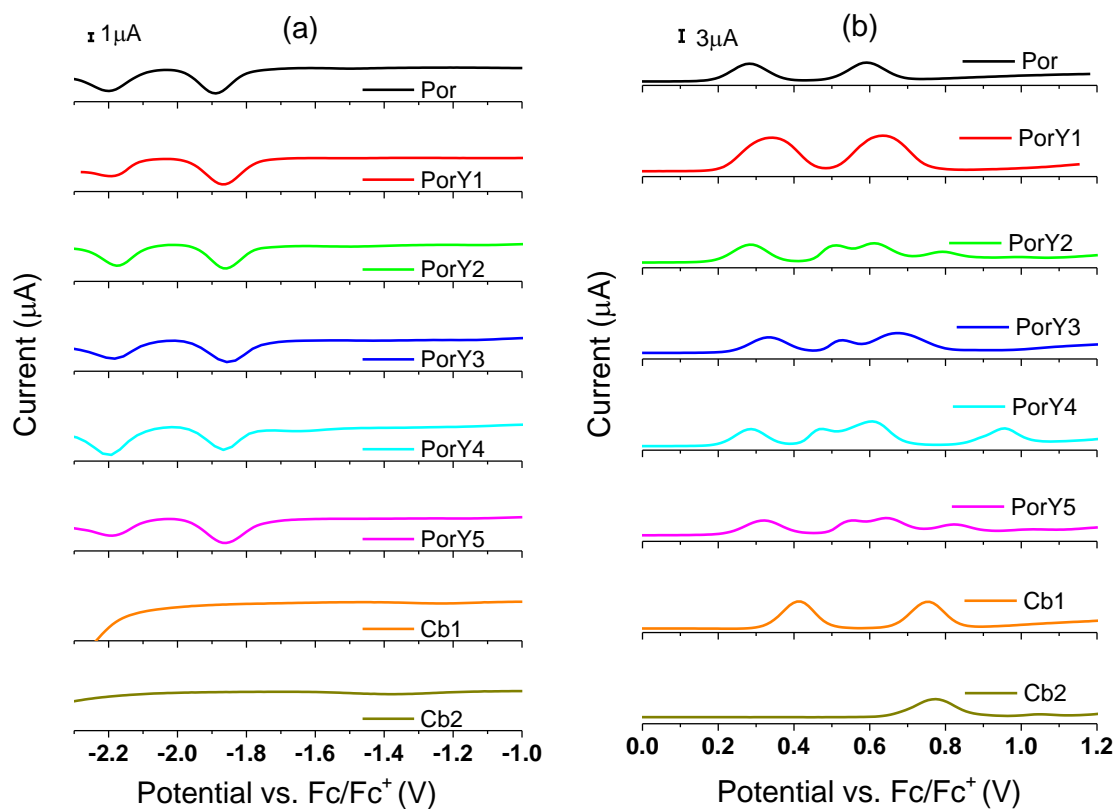 (a)
1μA
Por
PorY1
PorY2
PorY3
PorY4
PorY5
Cb1
Cb2
-2.2 -2.0 -1.8 -1.6 -1.4 -1.2 -1.0
Potential vs. Fc/Fc⁺ (V)
Current (μA)
(b)
3μA
Por
PorY1
PorY2
PorY3
PorY4
PorY5
Cb1
Cb2
0.0 0.2 0.4 0.6 0.8 1.0 1.2
Potential vs. Fc/Fc⁺ (V)
Current (μA)